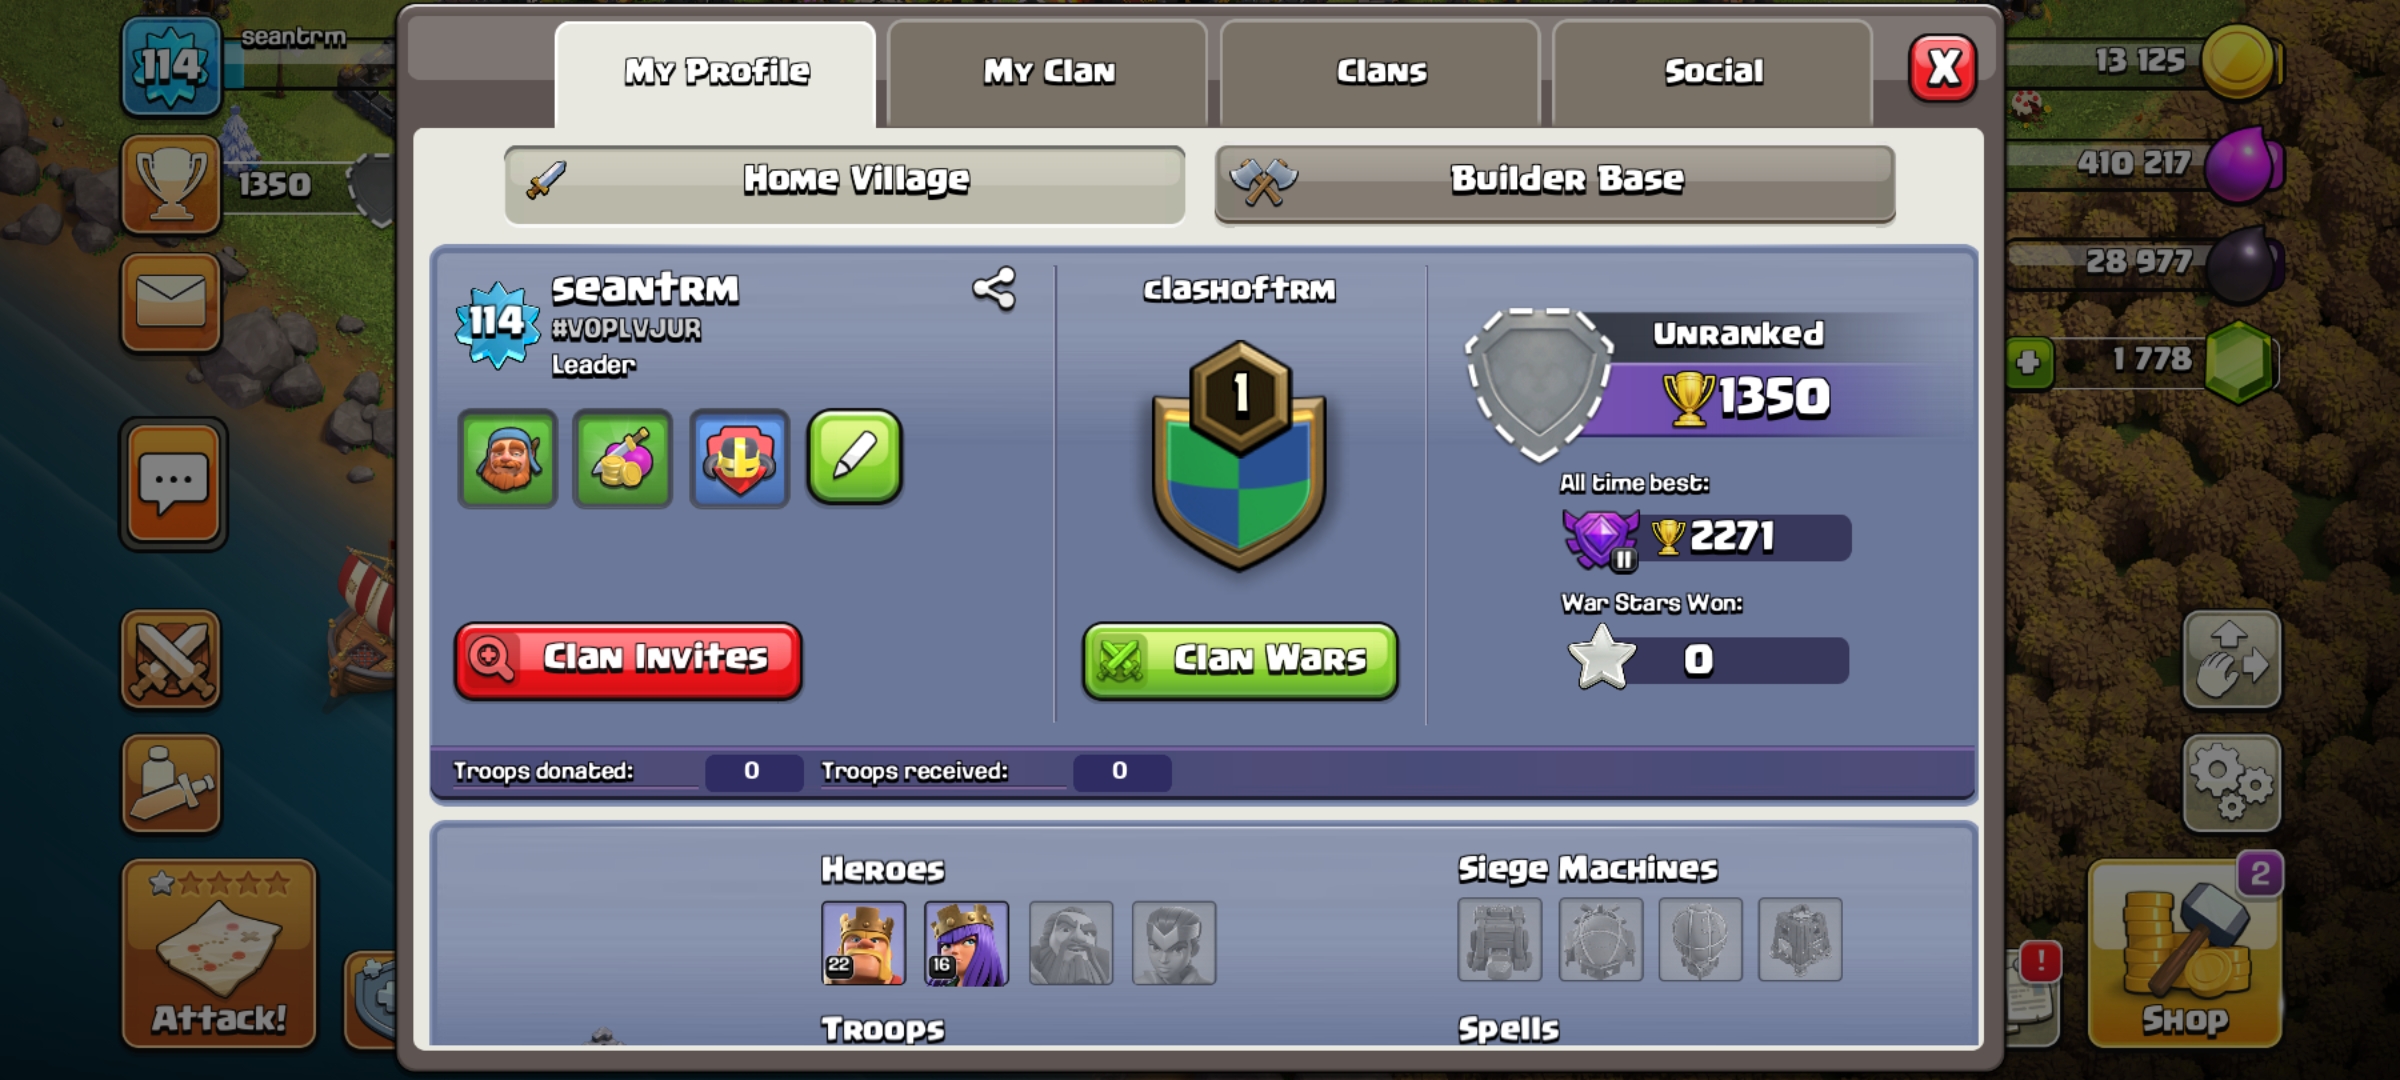 My Profile
My Clan
Clans
Social
X
114
seantrm
1350
13 125
410 217
28 977
1 778
Home Village
Builder Base
114
seantrm
#V0PLVJUR
Leader
clashoftrm
1
Unranked
1350
All time best:
2271
War Stars Won:
0
Clan Invites
Clan Wars
Troops donated:
0
Troops received:
0
Heroes
22
16
Siege Machines
Troops
Spells
Attack!
!
2
Shop